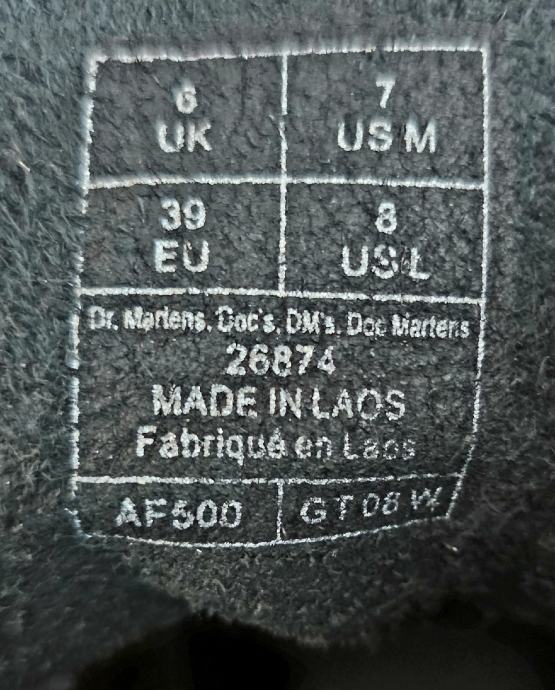 6
UK
7
US M
39
EU
8
US L
Dr. Martens, Doc's, DM's, Doc Martens
26874
MADE IN LAOS
Fabriqué en Laos
AF500
GT 08 W